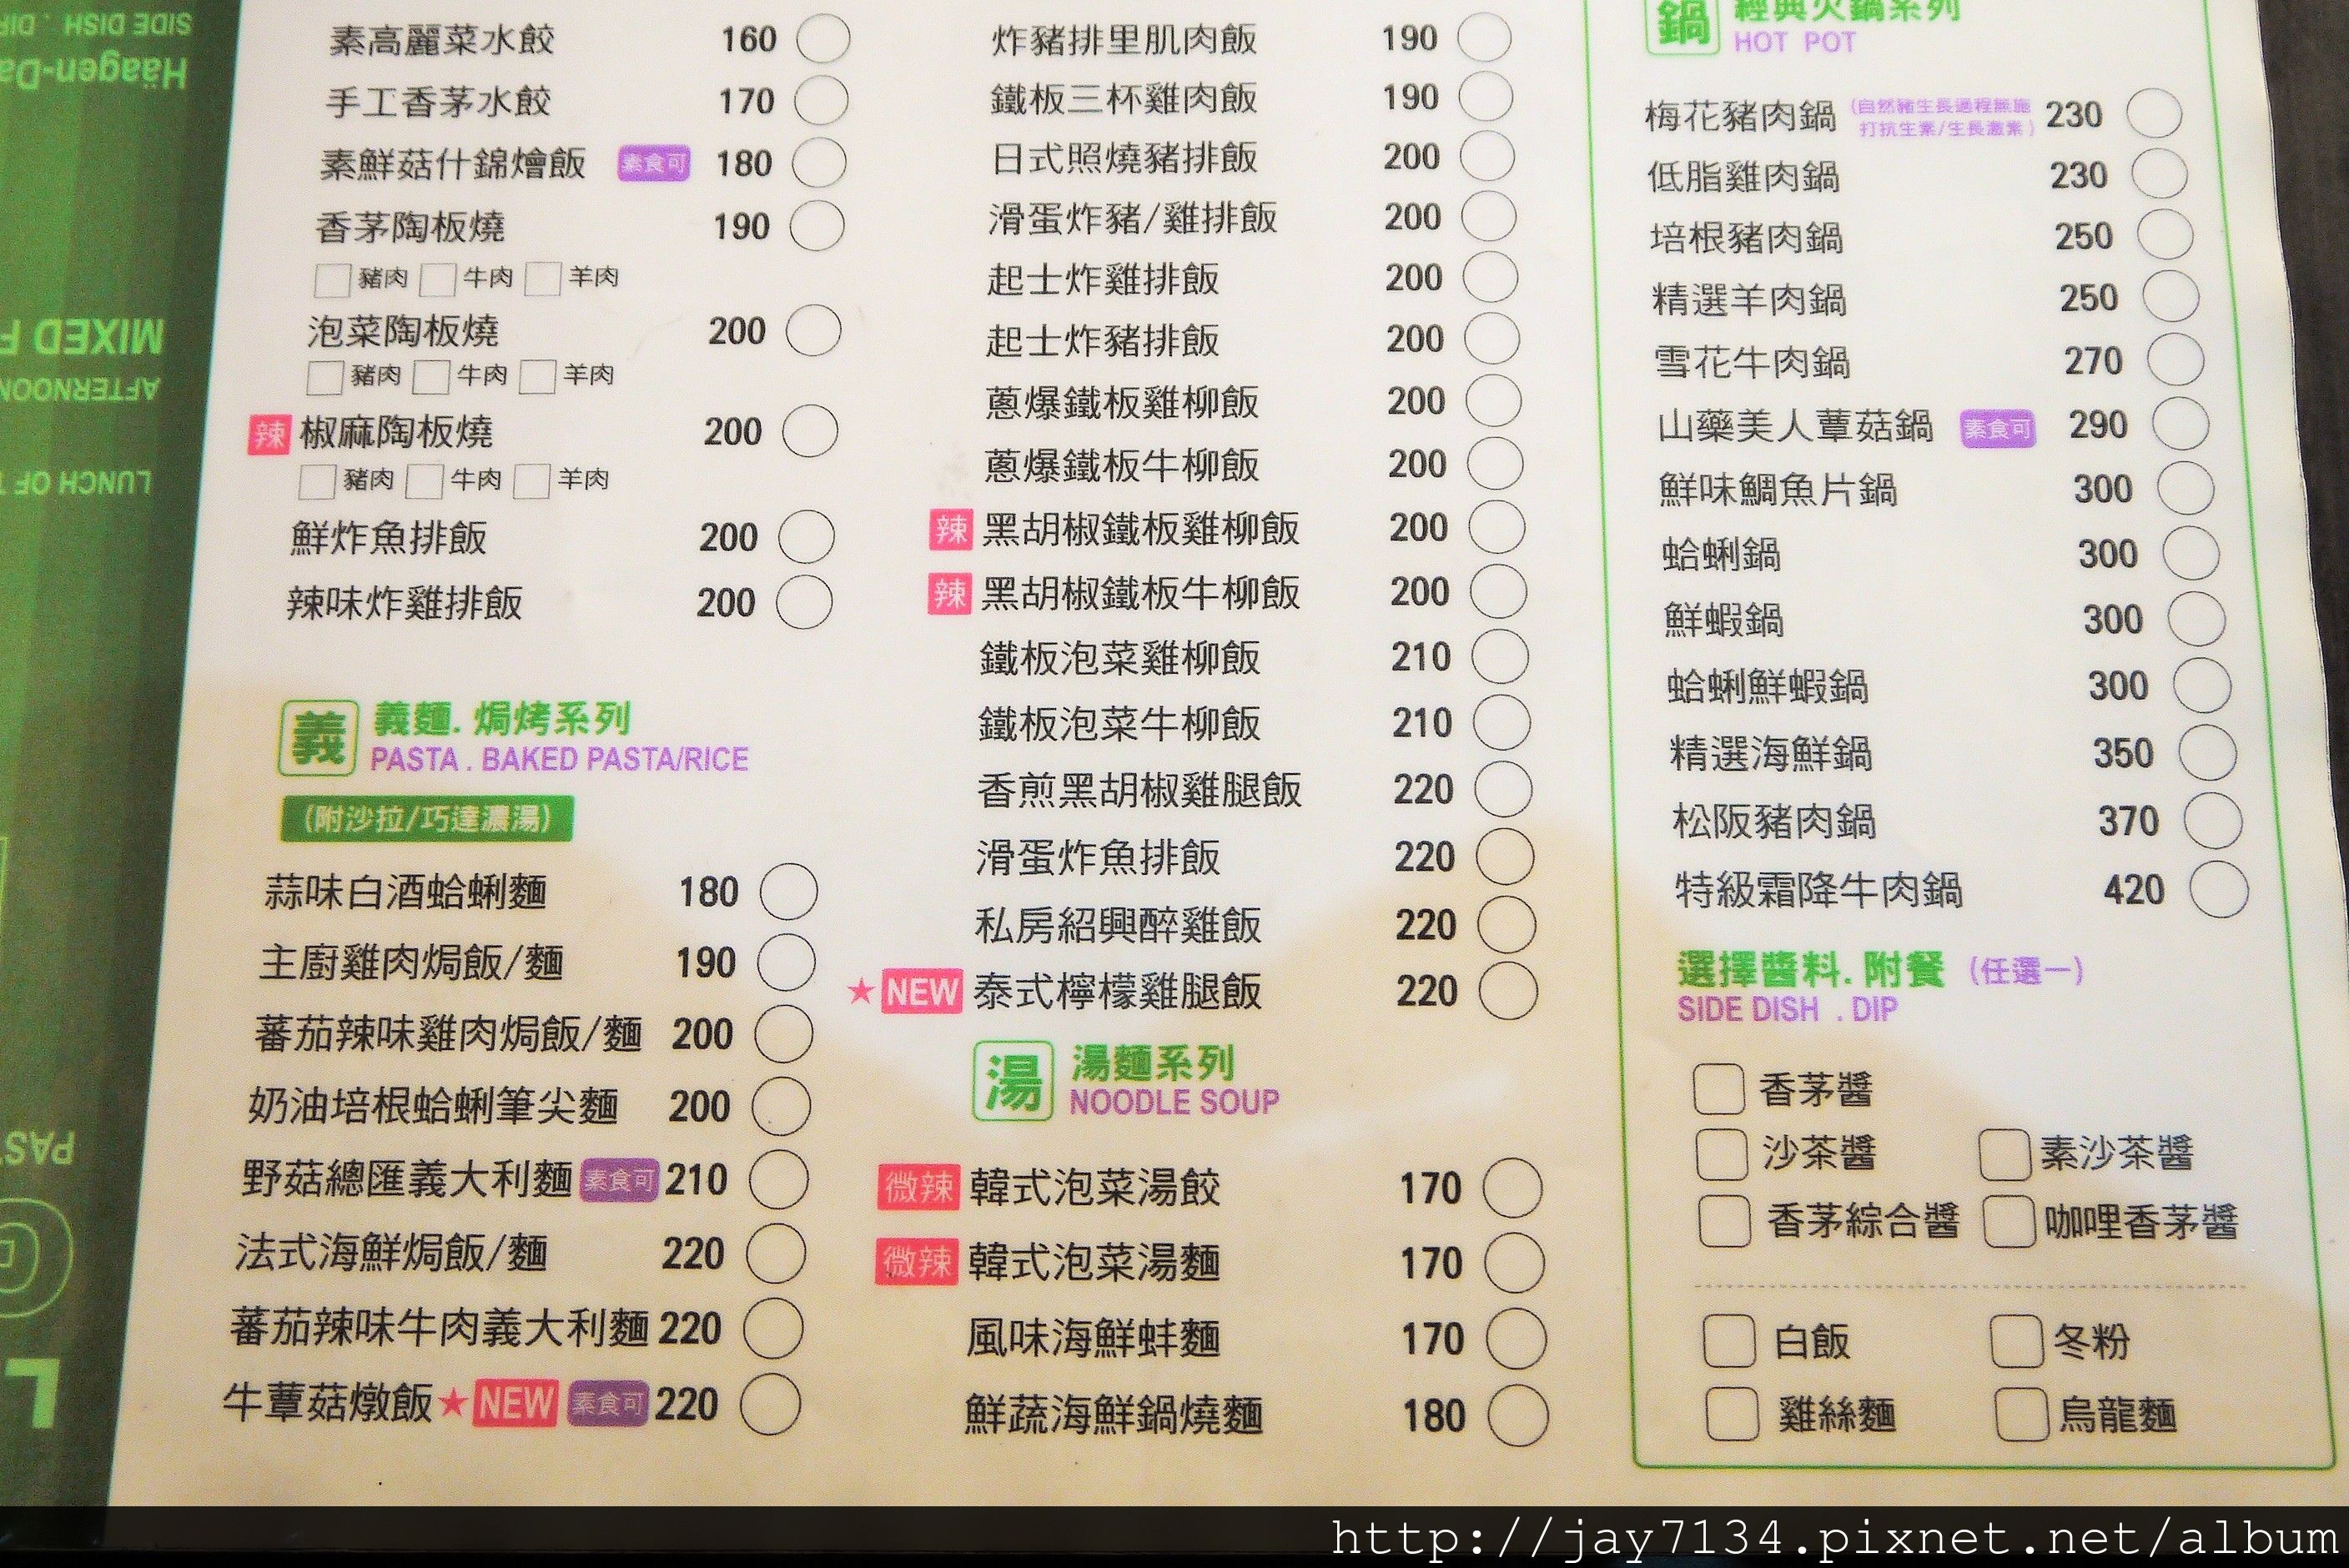 素高麗菜水餃 160
手工香茅水餃 170
素鮮菇什錦燴飯 素食可 180
香茅陶板燒 190
豬肉 牛肉 羊肉
泡菜陶板燒 200
豬肉 牛肉 羊肉
辣 椒麻陶板燒 200
豬肉 牛肉 羊肉
鮮炸魚排飯 200
辣味炸雞排飯 200
義 義麵.焗烤系列
PASTA . BAKED PASTA/RICE
(附沙拉/巧達濃湯)
蒜味白酒蛤蜊麵 180
主廚雞肉焗飯/麵 190
蕃茄辣味雞肉焗飯/麵 200
奶油培根蛤蜊筆尖麵 200
野菇總匯義大利麵 素食可 210
法式海鮮焗飯/麵 220
蕃茄辣味牛肉義大利麵 220
牛蕈菇燉飯 ★ NEW 素食可 220
炸豬排里肌肉飯 190
鐵板三杯雞肉飯 190
日式照燒豬排飯 200
滑蛋炸豬/雞排飯 200
起士炸雞排飯 200
起士炸豬排飯 200
蔥爆鐵板雞柳飯 200
蔥爆鐵板牛柳飯 200
辣 黑胡椒鐵板雞柳飯 200
辣 黑胡椒鐵板牛柳飯 200
鐵板泡菜雞柳飯 210
鐵板泡菜牛柳飯 210
香煎黑胡椒雞腿飯 220
滑蛋炸魚排飯 220
私房紹興醉雞飯 220
★ NEW 泰式檸檬雞腿飯 220
湯 湯麵系列
NOODLE SOUP
微辣 韓式泡菜湯餃 170
微辣 韓式泡菜湯麵 170
風味海鮮蚌麵 170
鮮蔬海鮮鍋燒麵 180
鍋 經典火鍋系列
HOT POT
梅花豬肉鍋 (自然豬生長過程無施打抗生素/生長激素) 230
低脂雞肉鍋 230
培根豬肉鍋 250
精選羊肉鍋 250
雪花牛肉鍋 270
山藥美人蕈菇鍋 素食可 290
鮮味鯛魚片鍋 300
蛤蜊鍋 300
鮮蝦鍋 300
蛤蜊鮮蝦鍋 300
精選海鮮鍋 350
松阪豬肉鍋 370
特級霜降牛肉鍋 420
選擇醬料.附餐 (任選一)
SIDE DISH . DIP
香茅醬
沙茶醬 素沙茶醬
香茅綜合醬 咖哩香茅醬
白飯 冬粉
雞絲麵 烏龍麵
SIDE DISH . DIP
Häagen-Da
MIXED F
AFTERNOON
LUNCH OF T
PAS
L
http://jay7134.pixnet.net/album